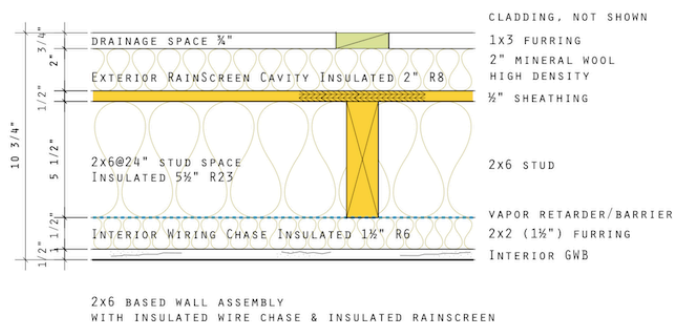 CLADDING, NOT SHOWN
DRAINAGE SPACE ¾"
1x3 FURRING
EXTERIOR RAINSCREEN CAVITY INSULATED 2" R8
2" MINERAL WOOL
HIGH DENSITY
½" SHEATHING
2x6@24" STUD SPACE
INSULATED 5½" R23
2x6 STUD
VAPOR RETARDER/BARRIER
INTERIOR WIRING CHASE INSULATED 1½" R6
2x2 (1½") FURRING
INTERIOR GWB
10 3/4"
3/4"
2"
1/2"
5 1/2"
1 1/2"
1/2"
2x6 BASED WALL ASSEMBLY
WITH INSULATED WIRE CHASE & INSULATED RAINSCREEN